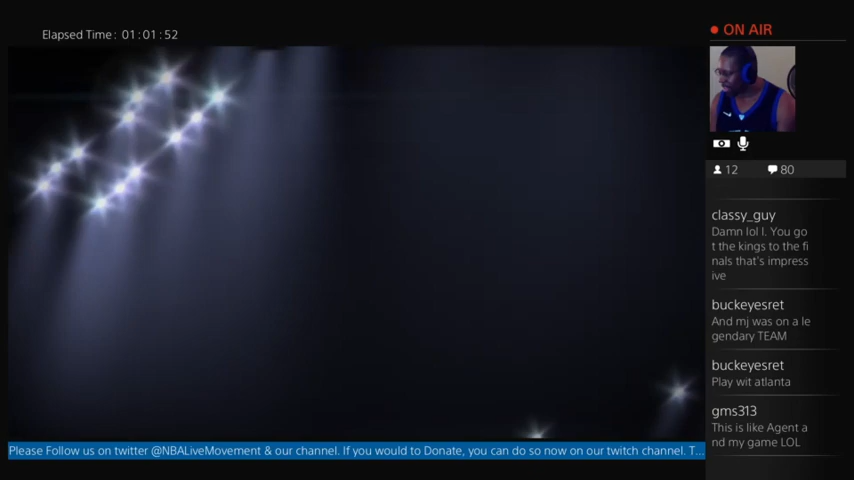 Elapsed Time: 01:01:52
ON AIR
12
80
classy_guy
Damn lol I. You go
t the kings to the fi
nals that's impress
ive
buckeyesret
And mj was on a le
gendary TEAM
buckeyesret
Play wit atlanta
gms313
This is like Agent a
nd my game LOL
Please Follow us on twitter @NBALiveMovement & our channel. If you would to Donate, you can do so now on our twitch channel. T...